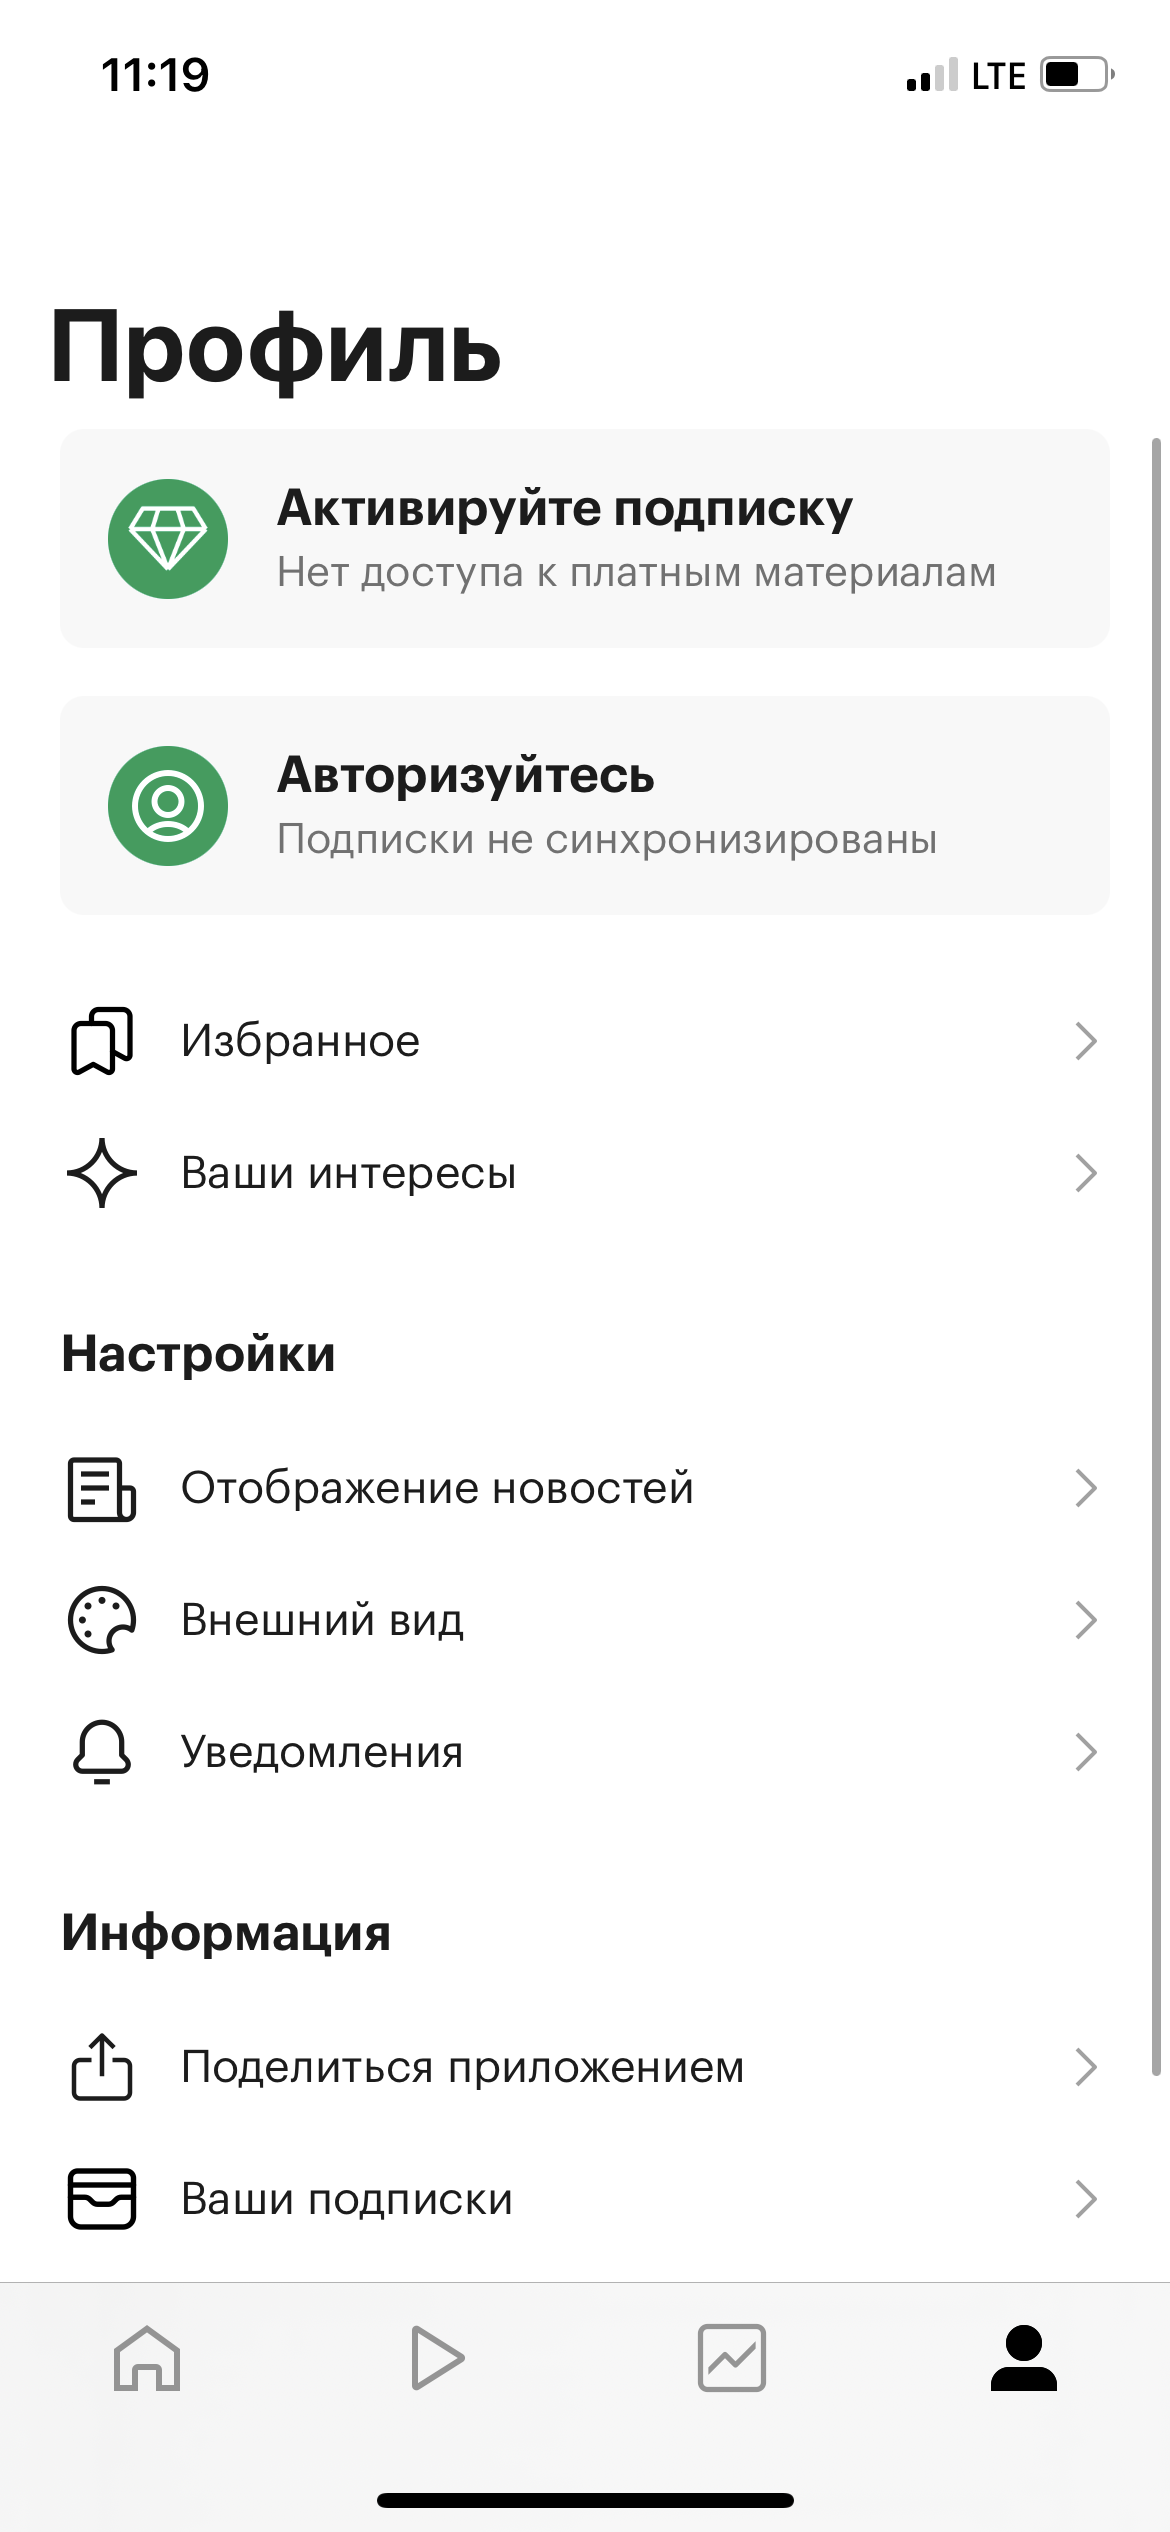 11:19
LTE
Профиль
Активируйте подписку
Нет доступа к платным материалам
Авторизуйтесь
Подписки не синхронизированы
Избранное
Ваши интересы
Настройки
Отображение новостей
Внешний вид
Уведомления
Информация
Поделиться приложением
Ваши подписки